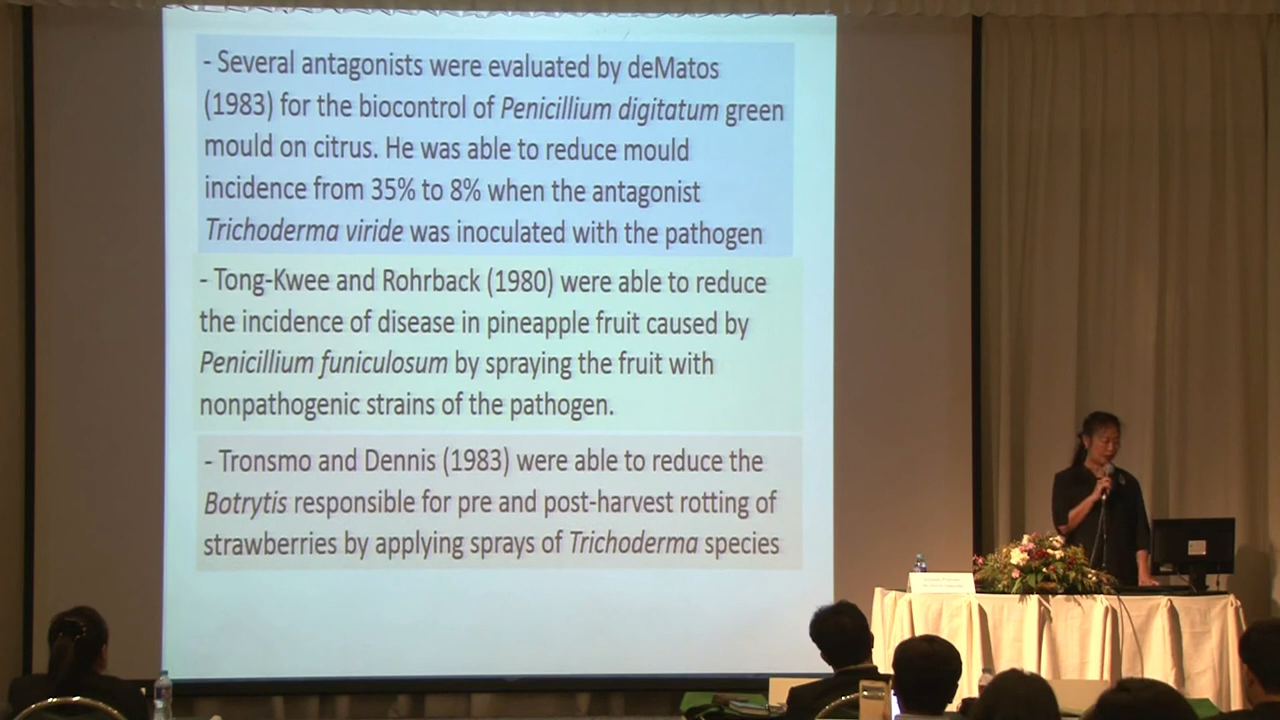 - Several antagonists were evaluated by deMatos
(1983) for the biocontrol of Penicillium digitatum green
mould on citrus. He was able to reduce mould
incidence from 35% to 8% when the antagonist
Trichoderma viride was inoculated with the pathogen
- Tong-Kwee and Rohrback (1980) were able to reduce
the incidence of disease in pineapple fruit caused by
Penicillium funiculosum by spraying the fruit with
nonpathogenic strains of the pathogen.
- Tronsmo and Dennis (1983) were able to reduce the
Botrytis responsible for pre and post-harvest rotting of
strawberries by applying sprays of Trichoderma species